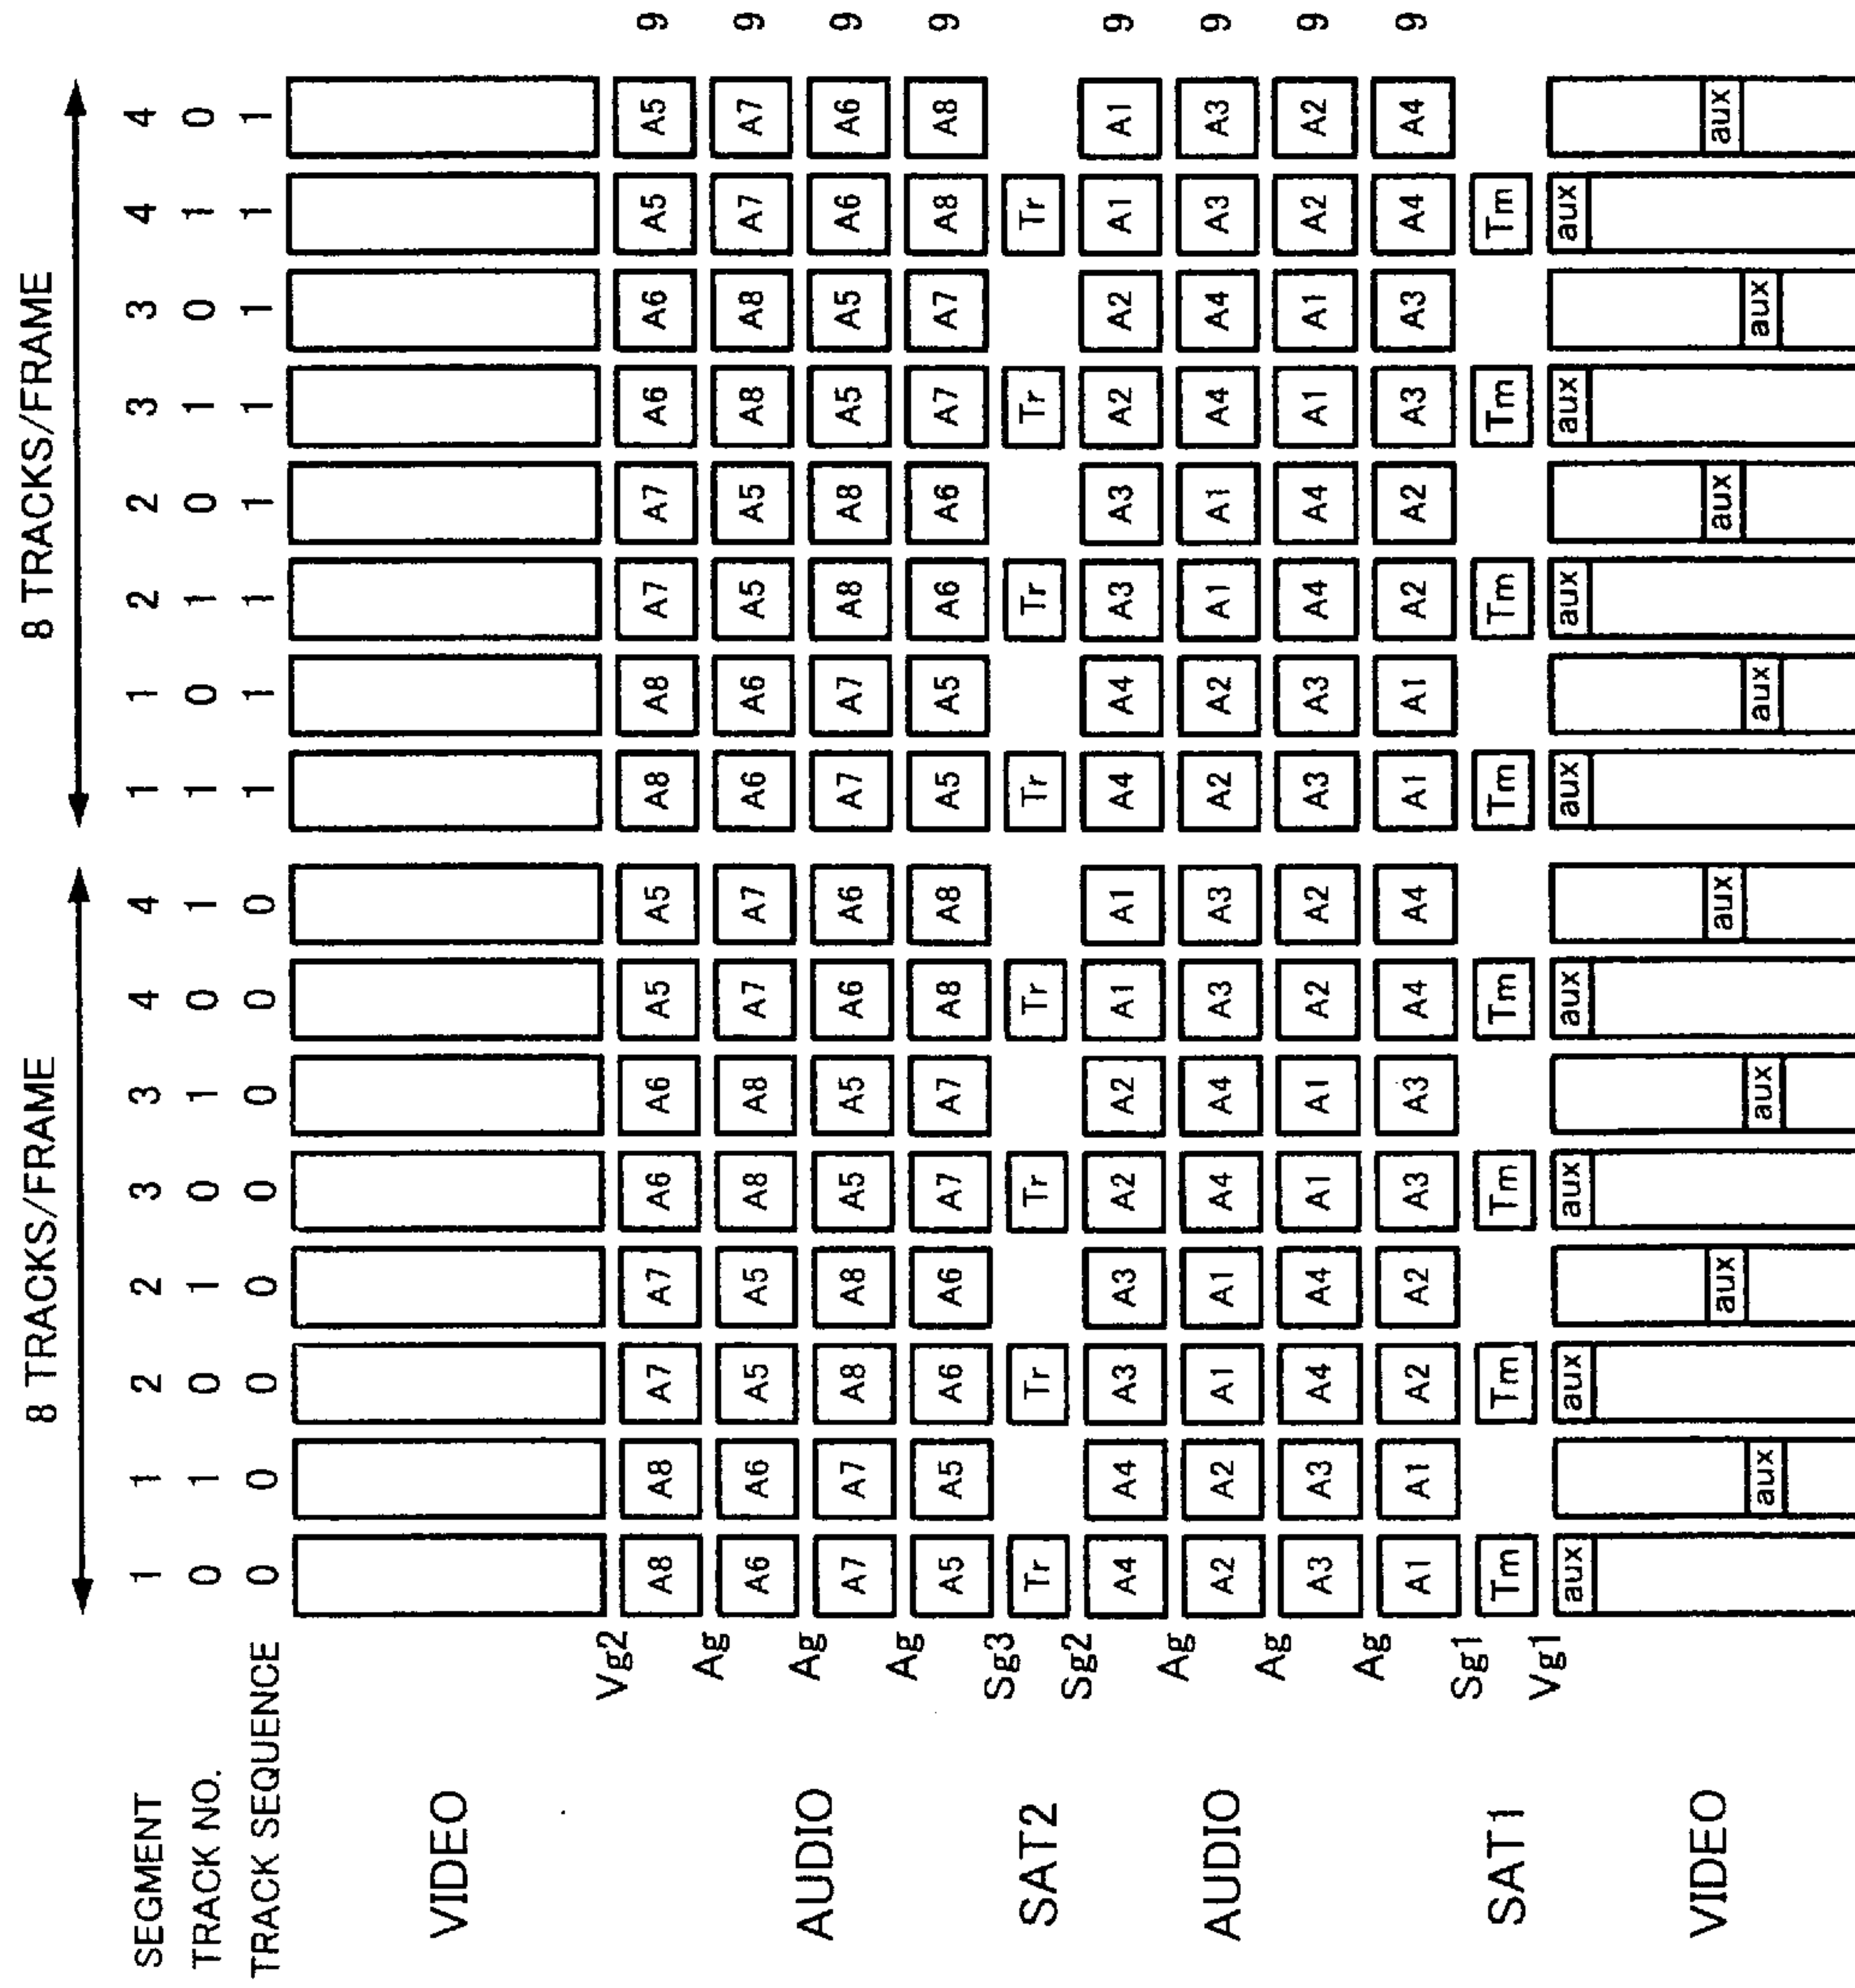 8 TRACKS/FRAME 8 TRACKS/FRAME
SEGMENT 1 1 2 2 3 3 4 4 1 1 2 2 3 3 4 4
TRACK NO. 0 1 0 1 0 1 0 1 1 0 1 0 1 0 1 0
TRACK SEQUENCE 0 0 0 0 0 0 0 0 1 1 1 1 1 1 1 1
VIDEO
Vg2
A8 A8 A7 A7 A6 A6 A5 A5 A8 A8 A7 A7 A6 A6 A5 A5 9
Ag
A6 A6 A5 A5 A8 A8 A7 A7 A6 A6 A5 A5 A8 A8 A7 A7 9
AUDIO
Ag
A7 A7 A8 A8 A5 A5 A6 A6 A7 A7 A8 A8 A5 A5 A6 A6 9
Ag
A5 A5 A6 A6 A7 A7 A8 A8 A5 A5 A6 A6 A7 A7 A8 A8 9
Sg3
SAT2 Tr Tr Tr Tr Tr Tr Tr Tr
Sg2
A4 A4 A3 A3 A2 A2 A1 A1 A4 A4 A3 A3 A2 A2 A1 A1 9
Ag
AUDIO A2 A2 A1 A1 A4 A4 A3 A3 A2 A2 A1 A1 A4 A4 A3 A3 9
Ag
A3 A3 A4 A4 A1 A1 A2 A2 A3 A3 A4 A4 A1 A1 A2 A2 9
Ag
A1 A1 A2 A2 A3 A3 A4 A4 A1 A1 A2 A2 A3 A3 A4 A4 9
Sg1
SAT1 Tm Tm Tm Tm Tm Tm Tm Tm
Vg1
aux aux aux aux aux aux aux aux
VIDEO aux aux aux aux
aux aux aux aux